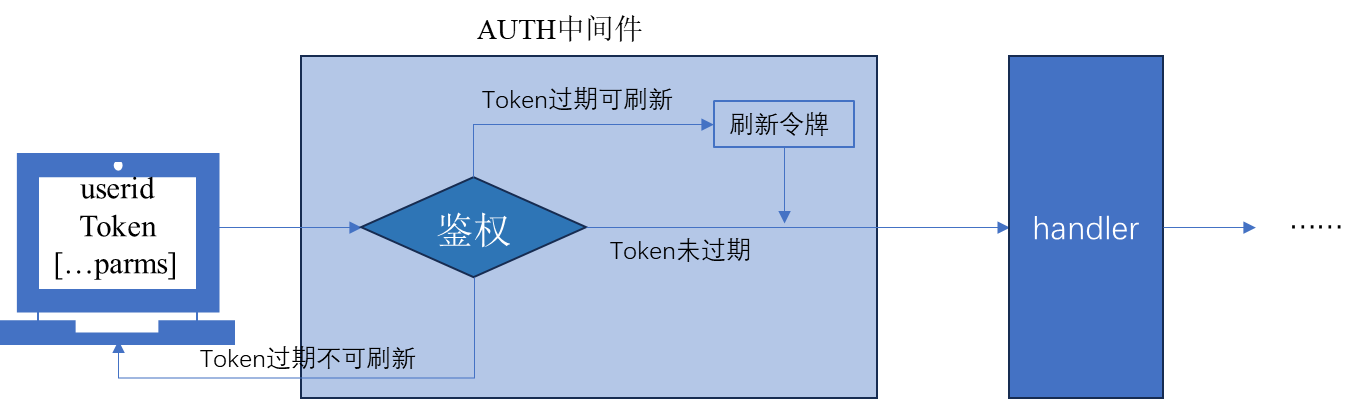 AUTH中间件
Token过期可刷新
刷新令牌
userid
Token
[…parms]
鉴权
Token未过期
handler
……
Token过期不可刷新